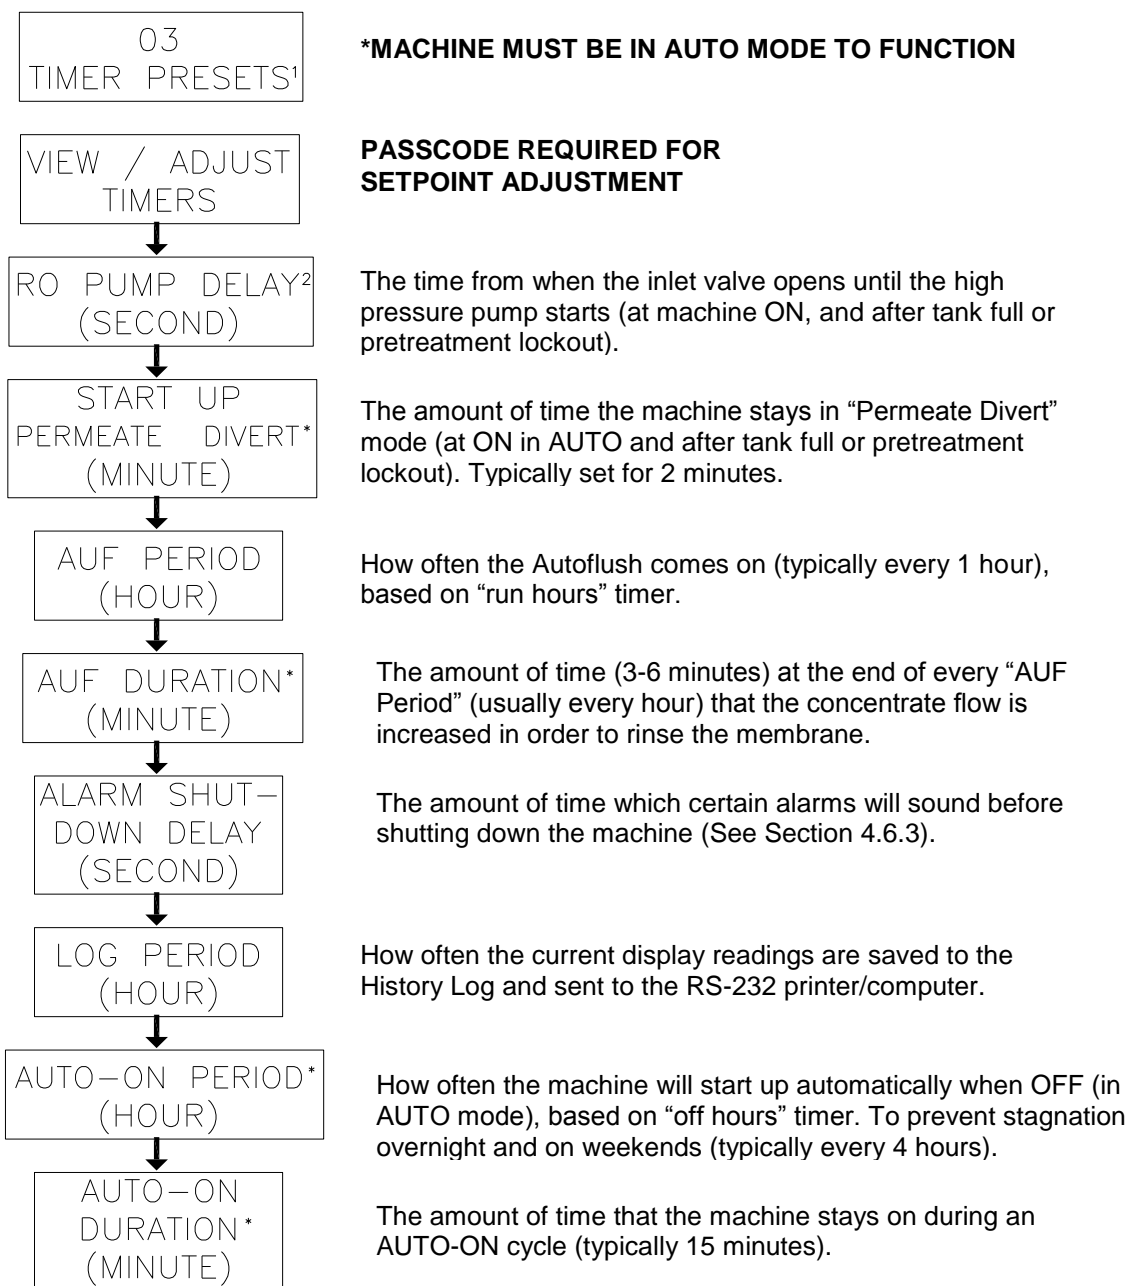 03
TIMER PRESETS¹
*MACHINE MUST BE IN AUTO MODE TO FUNCTION
VIEW / ADJUST
TIMERS
PASSCODE REQUIRED FOR
SETPOINT ADJUSTMENT
RO PUMP DELAY²
(SECOND)
The time from when the inlet valve opens until the high
pressure pump starts (at machine ON, and after tank full or
pretreatment lockout).
START UP
PERMEATE DIVERT*
(MINUTE)
The amount of time the machine stays in “Permeate Divert”
mode (at ON in AUTO and after tank full or pretreatment
lockout). Typically set for 2 minutes.
AUF PERIOD
(HOUR)
How often the Autoflush comes on (typically every 1 hour),
based on “run hours” timer.
AUF DURATION*
(MINUTE)
The amount of time (3-6 minutes) at the end of every “AUF
Period” (usually every hour) that the concentrate flow is
increased in order to rinse the membrane.
ALARM SHUT-
DOWN DELAY
(SECOND)
The amount of time which certain alarms will sound before
shutting down the machine (See Section 4.6.3).
LOG PERIOD
(HOUR)
How often the current display readings are saved to the
History Log and sent to the RS-232 printer/computer.
AUTO-ON PERIOD*
(HOUR)
How often the machine will start up automatically when OFF (in
AUTO mode), based on “off hours” timer. To prevent stagnation
overnight and on weekends (typically every 4 hours).
AUTO-ON
DURATION*
(MINUTE)
The amount of time that the machine stays on during an
AUTO-ON cycle (typically 15 minutes).